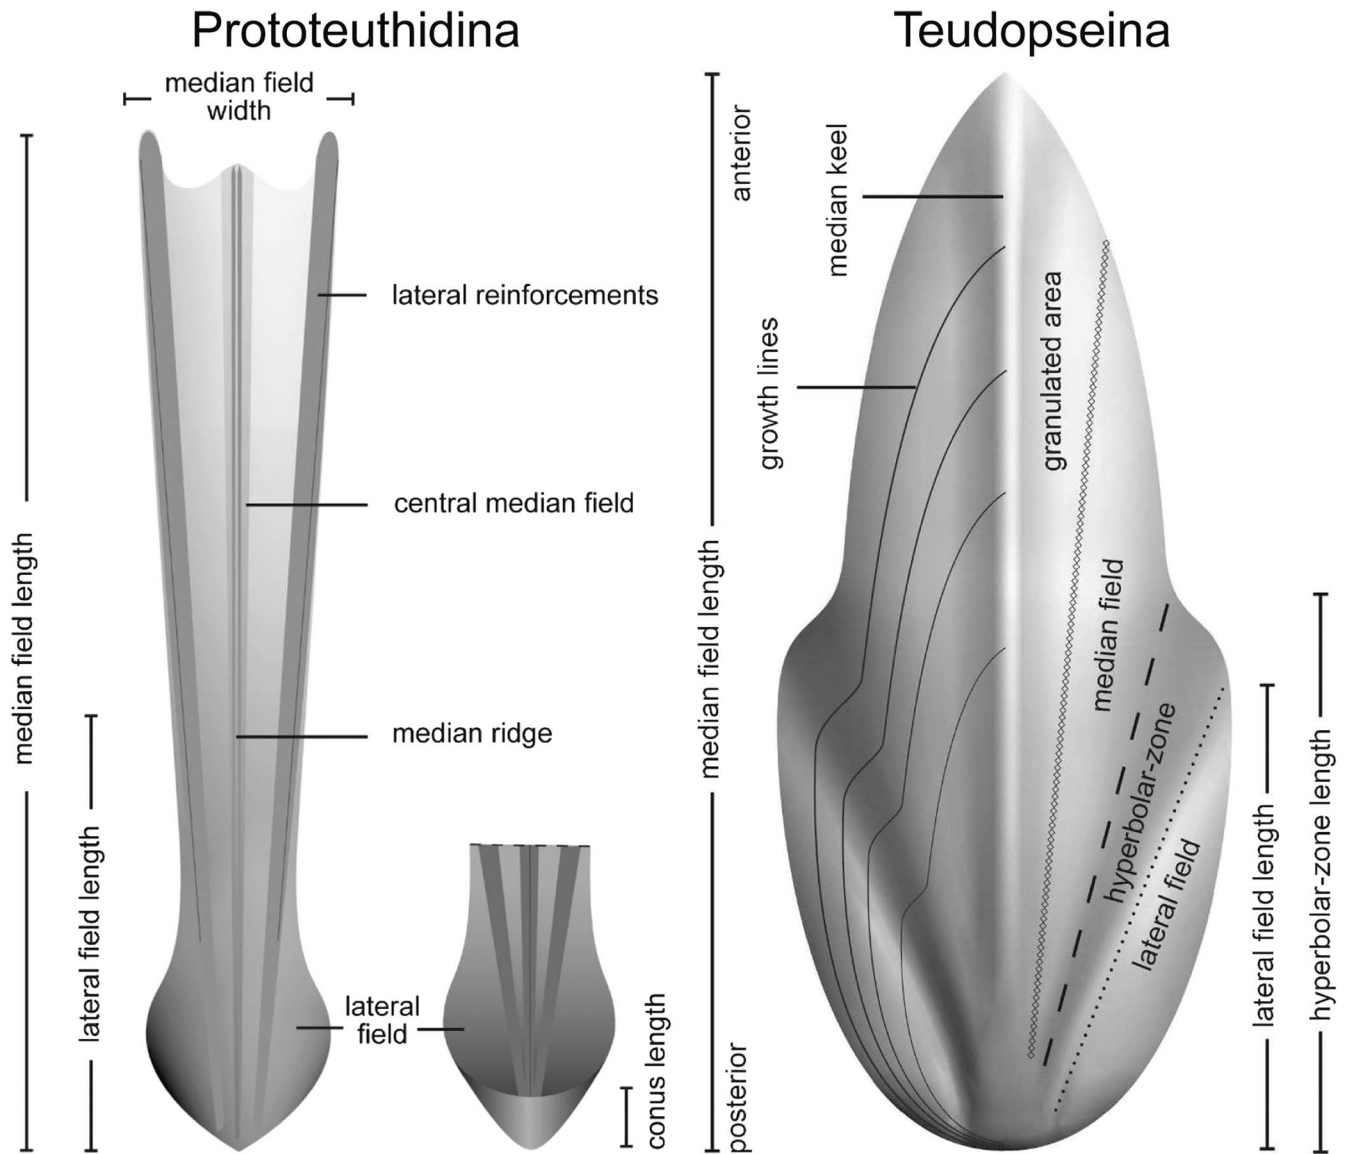 Prototeuthidina
median field
width
median field length
lateral field length
lateral reinforcements
central median field
median ridge
lateral
field
conus length
Teudopseina
anterior
median keel
growth lines
granulated area
median field length
median field
hyperbolar-zone
lateral field
lateral field length
hyperbolar-zone length
posterior